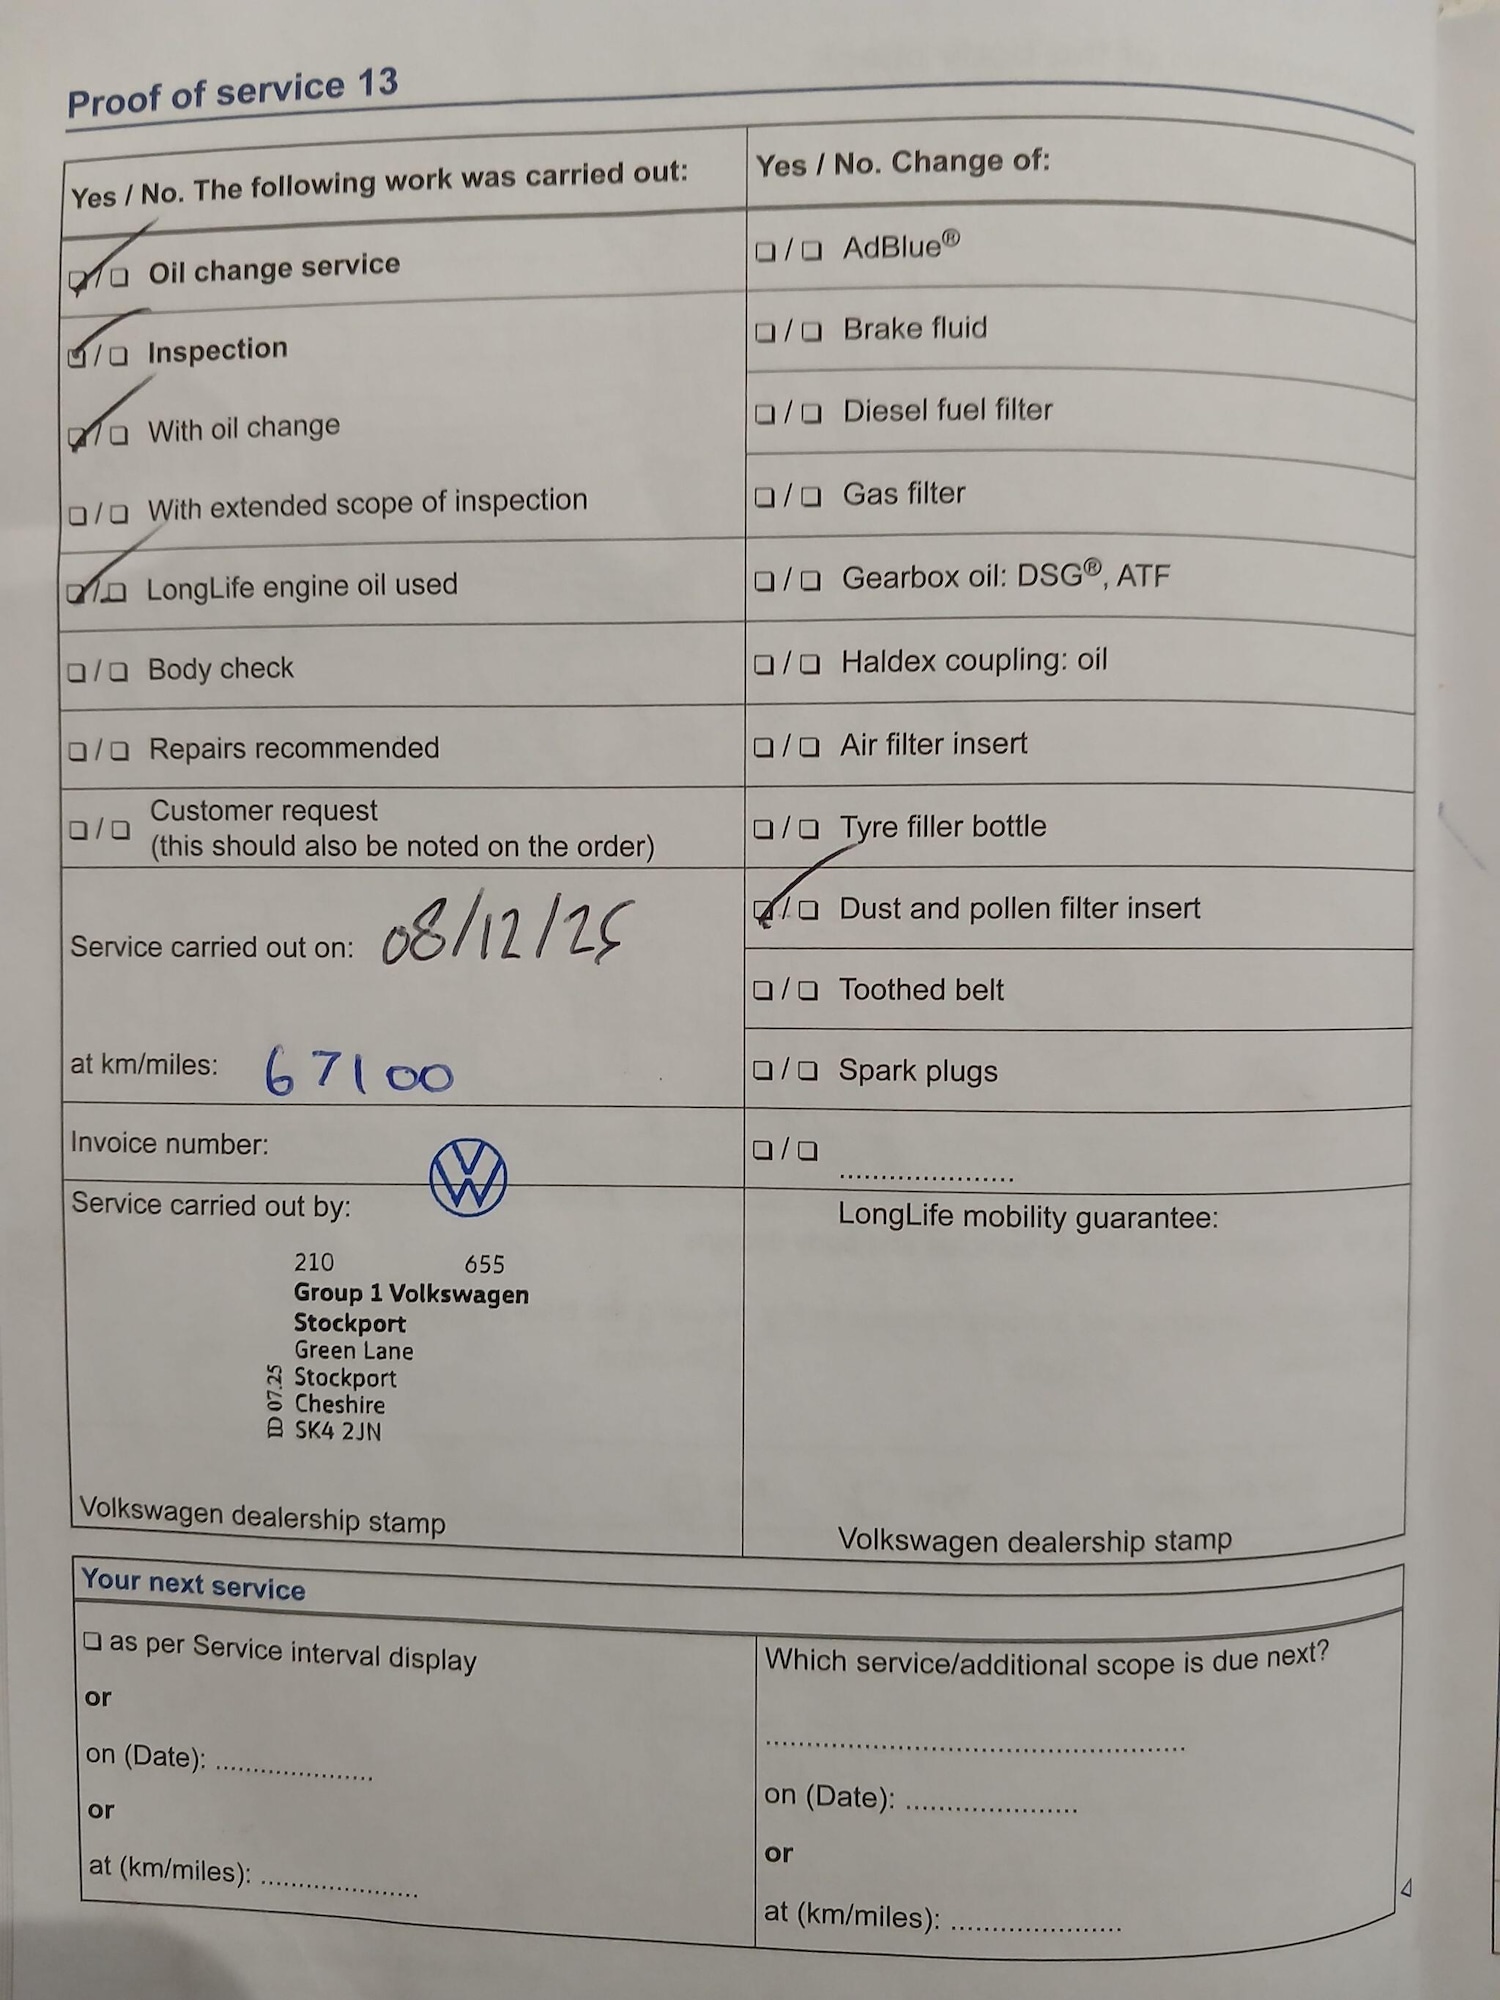 Proof of service 13
Yes / No. The following work was carried out:
☑ / ☐ Oil change service
☑ / ☐ Inspection
☑ / ☐ With oil change
☐ / ☐ With extended scope of inspection
☑ / ☐ LongLife engine oil used
☐ / ☐ Body check
☐ / ☐ Repairs recommended
☐ / ☐ Customer request
(this should also be noted on the order)
Service carried out on: 08/12/25
at km/miles: 67100
Invoice number:
Service carried out by:
VW
210 655
Group 1 Volkswagen
Stockport
Green Lane
Stockport
Cheshire
SK4 2JN
ID 07.25
Volkswagen dealership stamp
Yes / No. Change of:
☐ / ☐ AdBlue®
☐ / ☐ Brake fluid
☐ / ☐ Diesel fuel filter
☐ / ☐ Gas filter
☐ / ☐ Gearbox oil: DSG®, ATF
☐ / ☐ Haldex coupling: oil
☐ / ☐ Air filter insert
☐ / ☐ Tyre filler bottle
☑ / ☐ Dust and pollen filter insert
☐ / ☐ Toothed belt
☐ / ☐ Spark plugs
☐ / ☐ .....................
LongLife mobility guarantee:
Volkswagen dealership stamp
Your next service
☐ as per Service interval display
or
on (Date): .....................
or
at (km/miles): .....................
Which service/additional scope is due next?
.....................................................
on (Date): .....................
or
at (km/miles): .....................